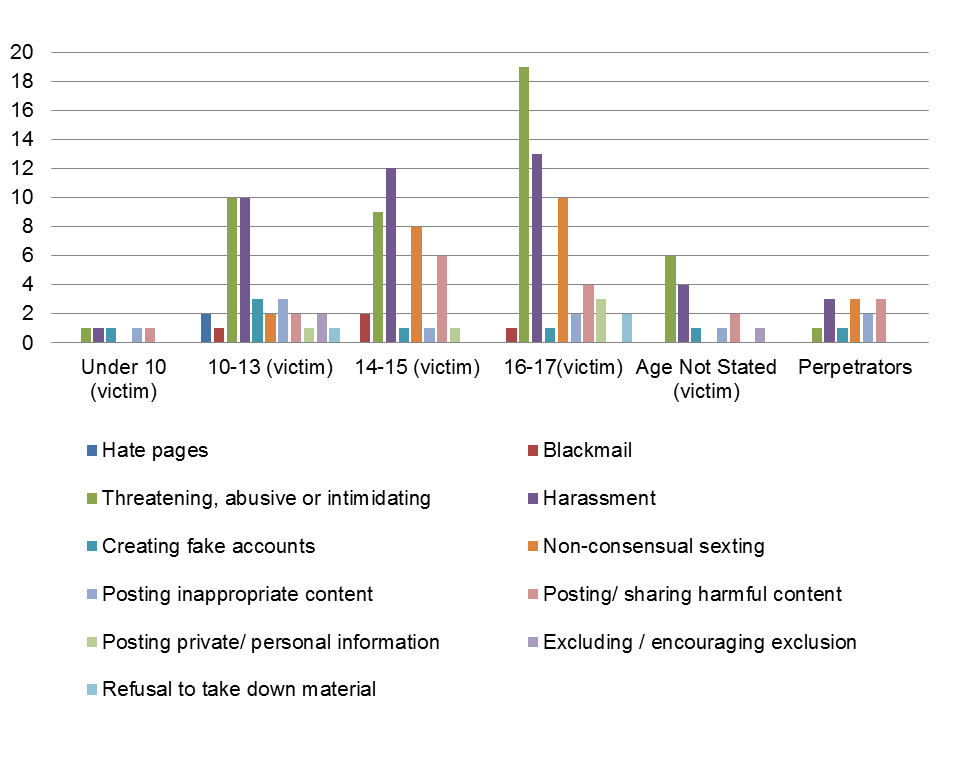 20
18
16
14
12
10
8
6
4
2
0
Under 10 (victim)
10-13 (victim)
14-15 (victim)
16-17(victim)
Age Not Stated (victim)
Perpetrators
Hate pages
Blackmail
Threatening, abusive or intimidating
Harassment
Creating fake accounts
Non-consensual sexting
Posting inappropriate content
Posting/ sharing harmful content
Posting private/ personal information
Excluding / encouraging exclusion
Refusal to take down material